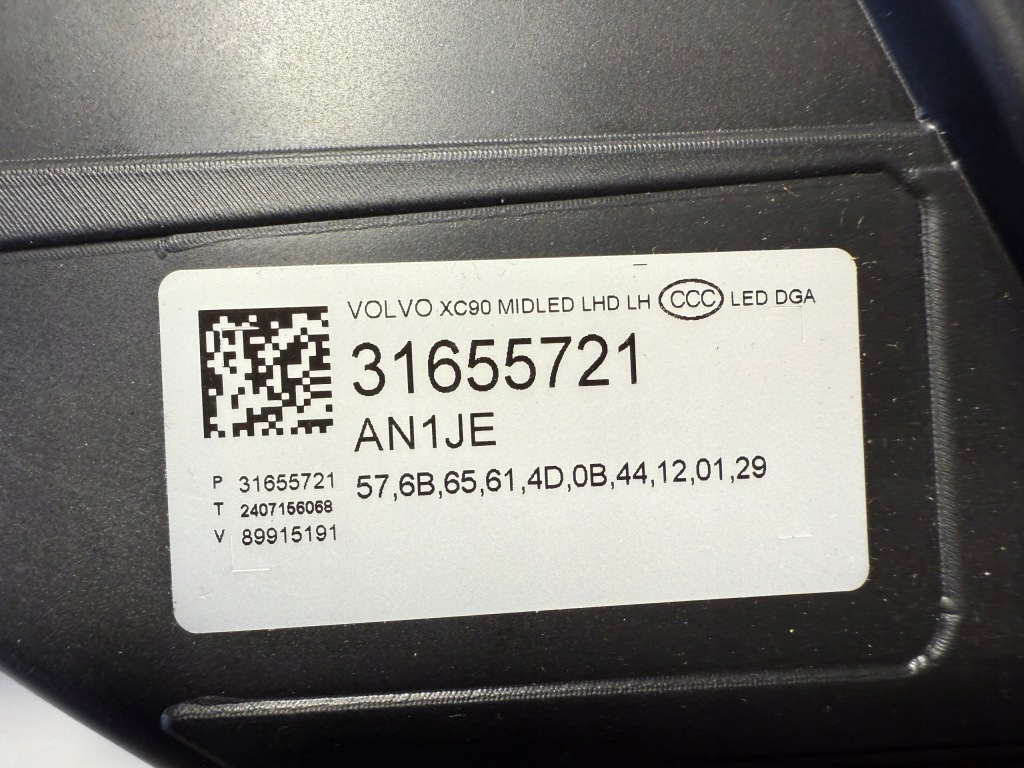 VOLVO XC90 MIDLED LHD LH CCC LED DGA
31655721
AN1JE
57,6B,65,61,4D,0B,44,12,01,29
P 31655721
T 2407156068
V 89915191